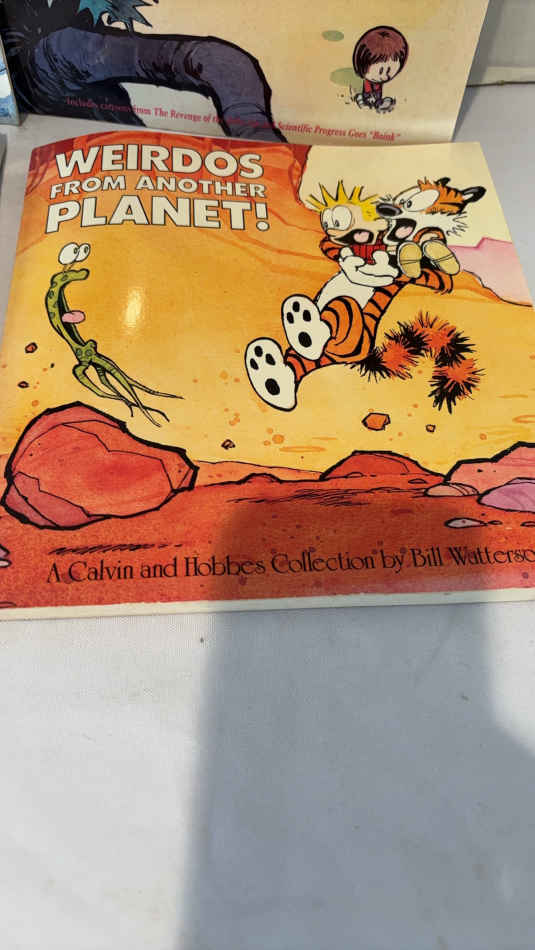 Includes cartoons from The Revenge of the Scientific Progress Goes "Boink"
WEIRDOS
FROM ANOTHER
PLANET!
A Calvin and Hobbes Collection by Bill Watterso